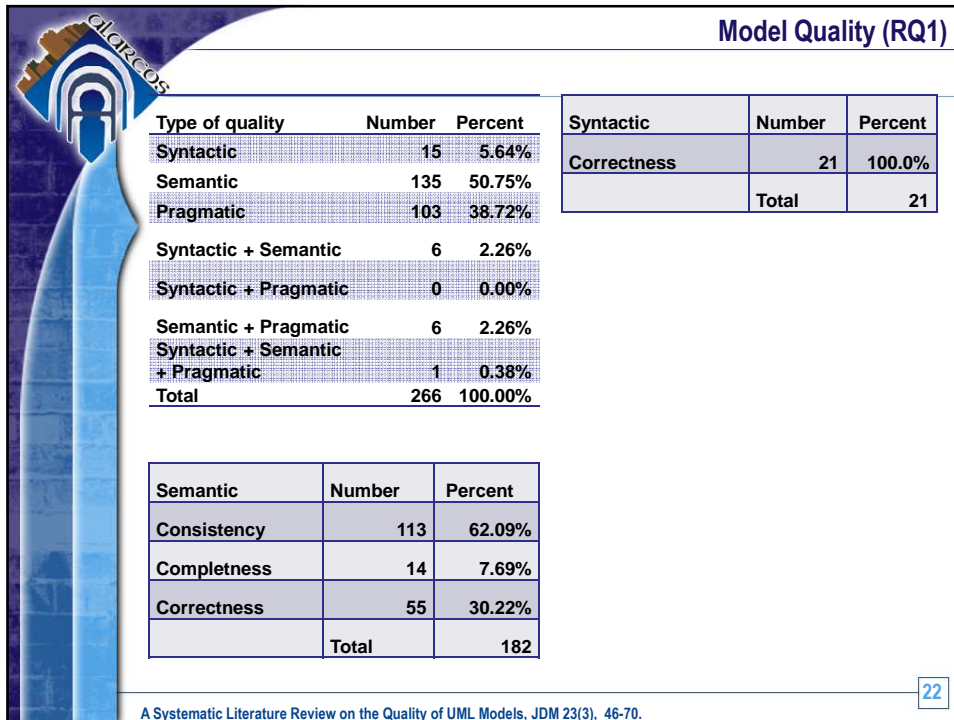 alarcos
Model Quality (RQ1)
Type of quality Number Percent
Syntactic 15 5.64%
Semantic 135 50.75%
Pragmatic 103 38.72%
Syntactic + Semantic 6 2.26%
Syntactic + Pragmatic 0 0.00%
Semantic + Pragmatic 6 2.26%
Syntactic + Semantic
+ Pragmatic 1 0.38%
Total 266 100.00%
Syntactic Number Percent
Correctness 21 100.0%
Total 21
Semantic Number Percent
Consistency 113 62.09%
Completness 14 7.69%
Correctness 55 30.22%
Total 182
22
A Systematic Literature Review on the Quality of UML Models, JDM 23(3), 46-70.